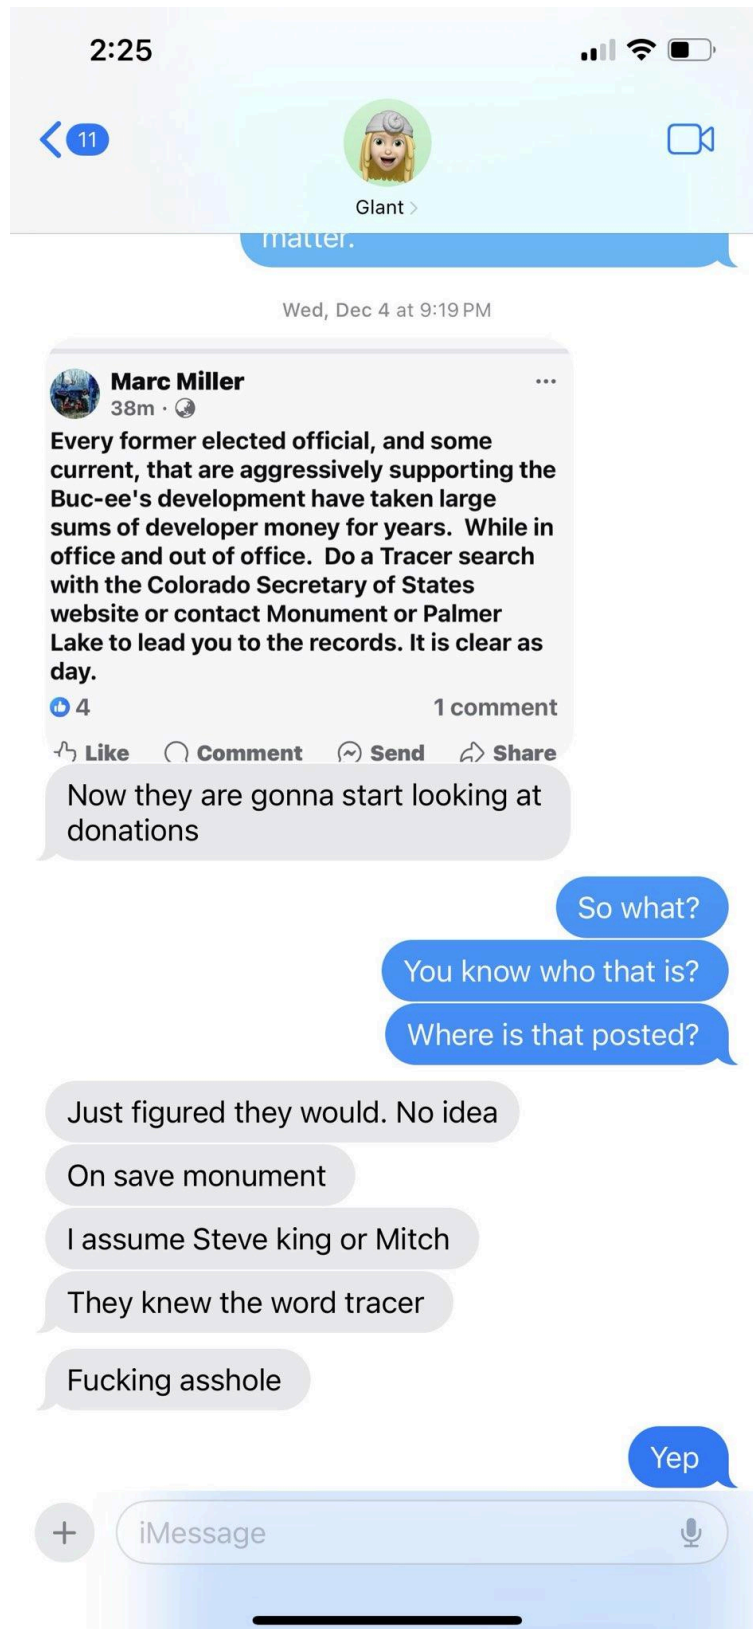 2:25
11
Glant
matter.
Wed, Dec 4 at 9:19 PM
Marc Miller
38m
Every former elected official, and some
current, that are aggressively supporting the
Buc-ee's development have taken large
sums of developer money for years. While in
office and out of office. Do a Tracer search
with the Colorado Secretary of States
website or contact Monument or Palmer
Lake to lead you to the records. It is clear as
day.
4 1 comment
Like Comment Send Share
Now they are gonna start looking at
donations
So what?
You know who that is?
Where is that posted?
Just figured they would. No idea
On save monument
I assume Steve king or Mitch
They knew the word tracer
Fucking asshole
Yep
iMessage